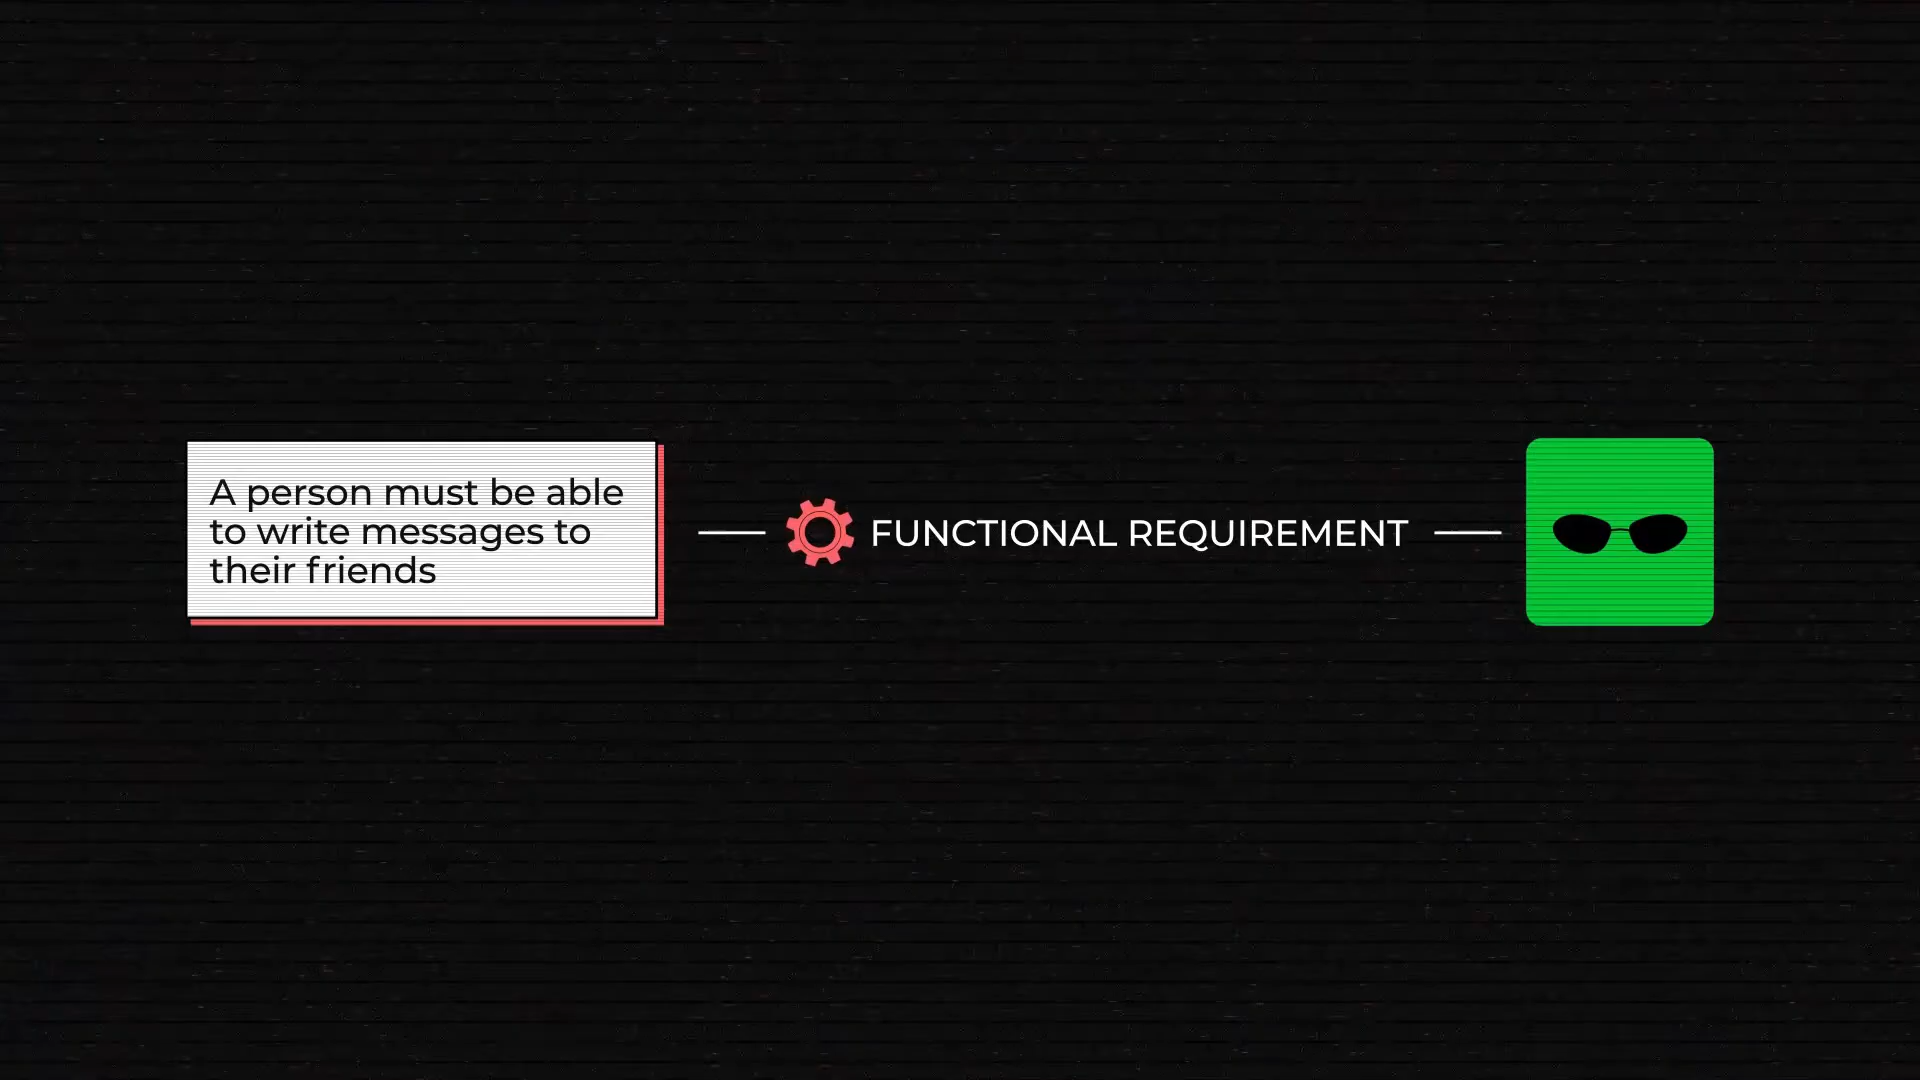 A person must be able
to write messages to
their friends
FUNCTIONAL REQUIREMENT